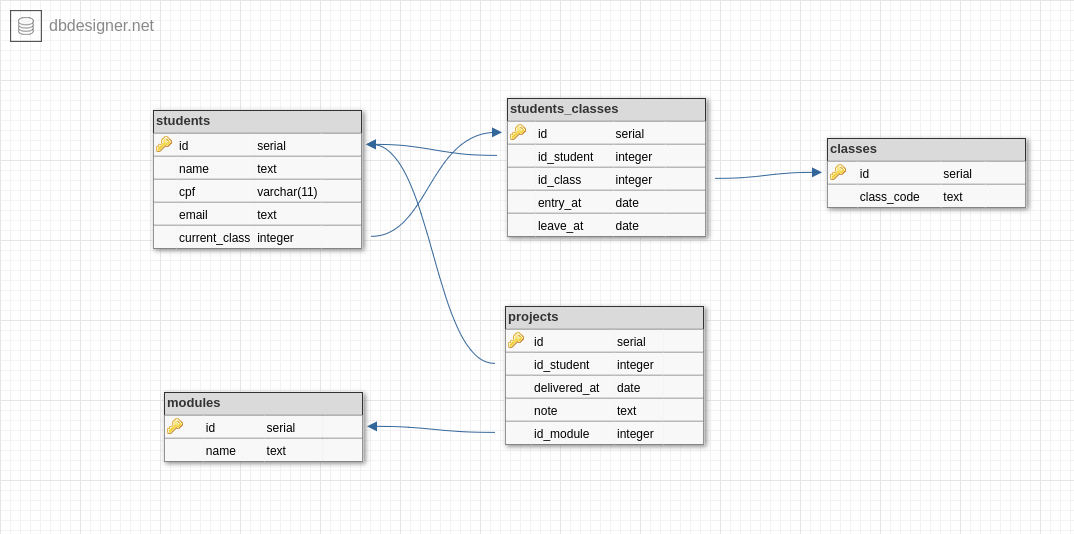 dbdesigner.net
students
id serial
name text
cpf varchar(11)
email text
current_class integer
students_classes
id serial
id_student integer
id_class integer
entry_at date
leave_at date
classes
id serial
class_code text
projects
id serial
id_student integer
delivered_at date
note text
id_module integer
modules
id serial
name text